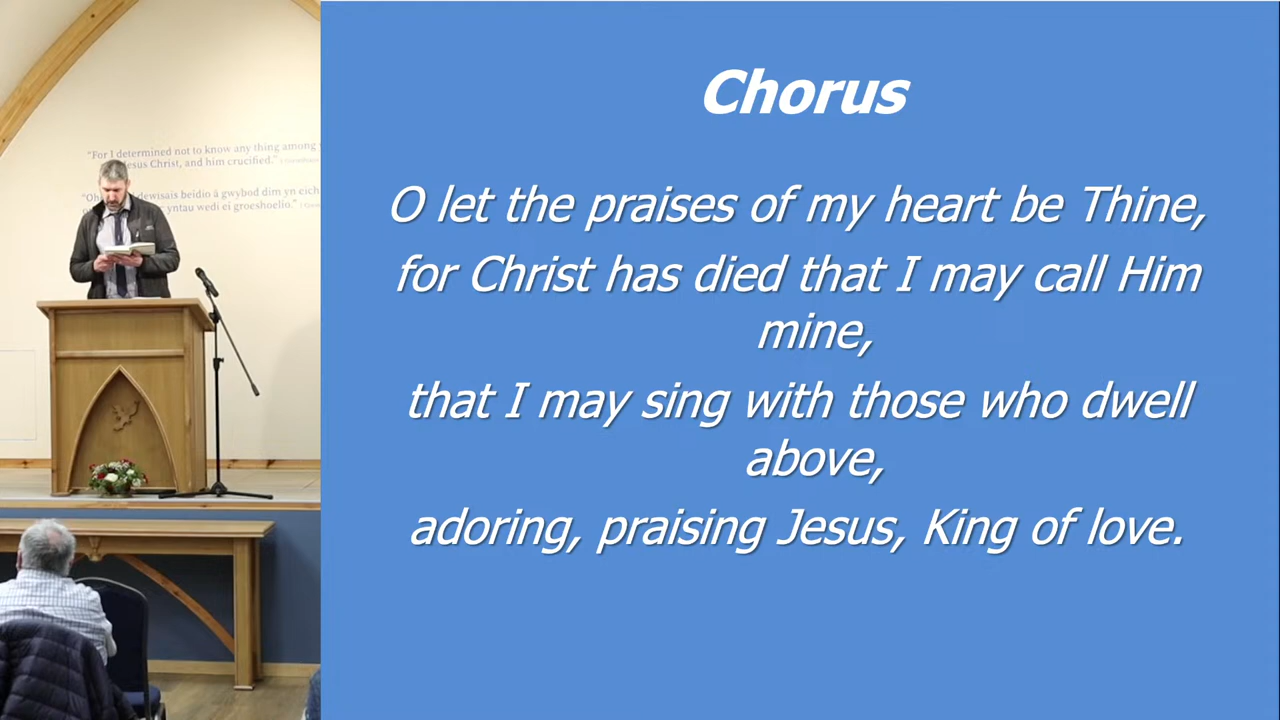 "For I determined not to know any thing among
Jesus Christ, and him crucified."
dewisais beidio â gwybod dim yn eich
yntau wedi ei groeshoelio."
Chorus
O let the praises of my heart be Thine,
for Christ has died that I may call Him
mine,
that I may sing with those who dwell
above,
adoring, praising Jesus, King of love.